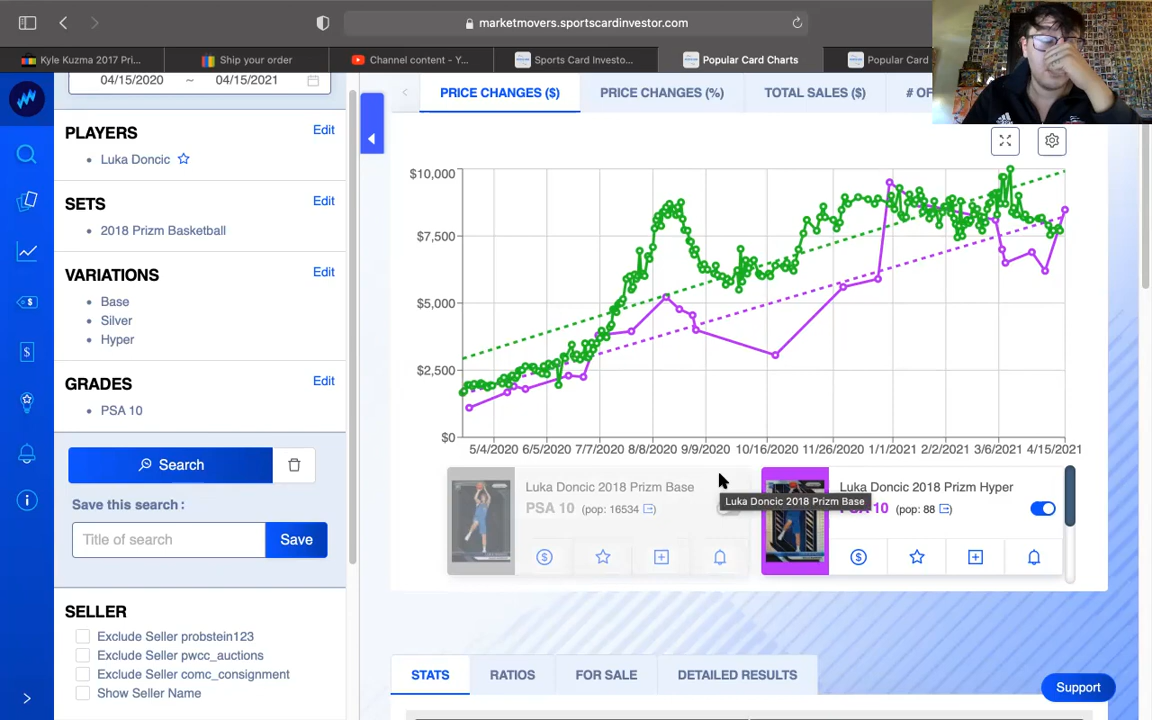 marketmovers.sportscardinvestor.com
Kyle Kuzma 2017 Pri...
Ship your order
Channel content - Y...
Sports Card Investo...
Popular Card Charts
Popular Card
04/15/2020 ~ 04/15/2021
PRICE CHANGES ($)
PRICE CHANGES (%)
TOTAL SALES ($)
# OF
PLAYERS
Edit
Luka Doncic
SETS
Edit
2018 Prizm Basketball
VARIATIONS
Edit
Base
Silver
Hyper
GRADES
Edit
PSA 10
Search
Save this search:
Title of search
Save
SELLER
Exclude Seller probstein123
Exclude Seller pwcc_auctions
Exclude Seller comc_consignment
Show Seller Name
$10,000
$7,500
$5,000
$2,500
$0
5/4/2020 6/5/2020 7/7/2020 8/8/2020 9/9/2020 10/16/2020 11/26/2020 1/1/2021 2/2/2021 3/6/2021 4/15/2021
Luka Doncic 2018 Prizm Base
PSA 10 (pop: 16534)
Luka Doncic 2018 Prizm Base
Luka Doncic 2018 Prizm Hyper
PSA 10 (pop: 88)
STATS
RATIOS
FOR SALE
DETAILED RESULTS
Support